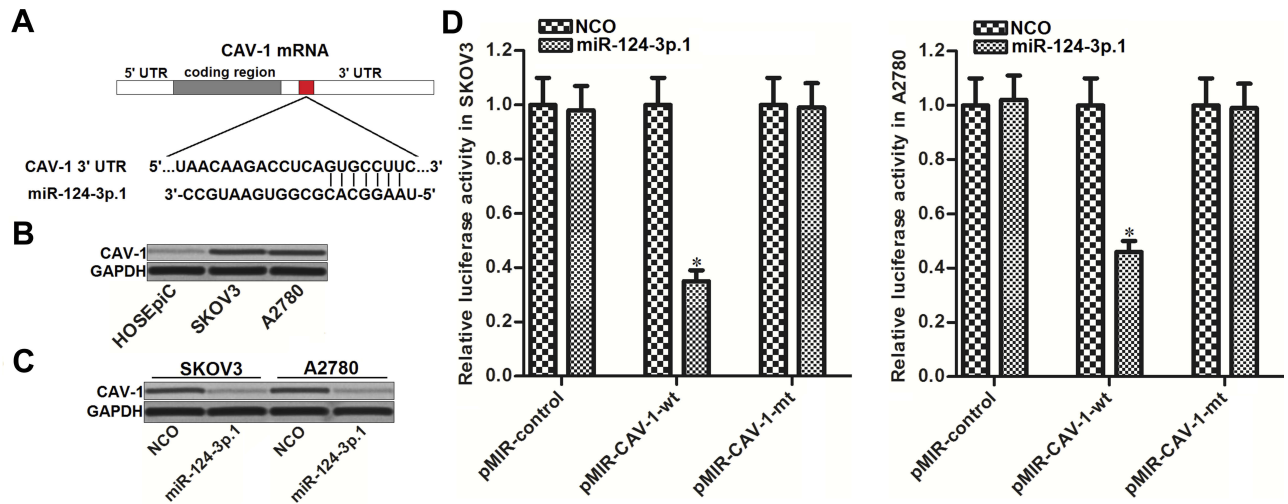 A
CAV-1 mRNA
5' UTR coding region 3' UTR
CAV-1 3' UTR 5'...UAACAAGACCUCAGUGCCUUC...3'
miR-124-3p.1 3'-CCGUAAGUGGCGCACGGAAU-5'
B
CAV-1
GAPDH
HOSEpiC SKOV3 A2780
C
SKOV3 A2780
CAV-1
GAPDH
NCO miR-124-3p.1 NCO miR-124-3p.1
D
NCO
miR-124-3p.1
Relative luciferase activity in SKOV3
1.2
1.0
0.8
0.6
0.4
0.2
0.0
*
pMIR-control pMIR-CAV-1-wt pMIR-CAV-1-mt
NCO
miR-124-3p.1
Relative luciferase activity in A2780
1.2
1.0
0.8
0.6
0.4
0.2
0.0
*
pMIR-control pMIR-CAV-1-wt pMIR-CAV-1-mt